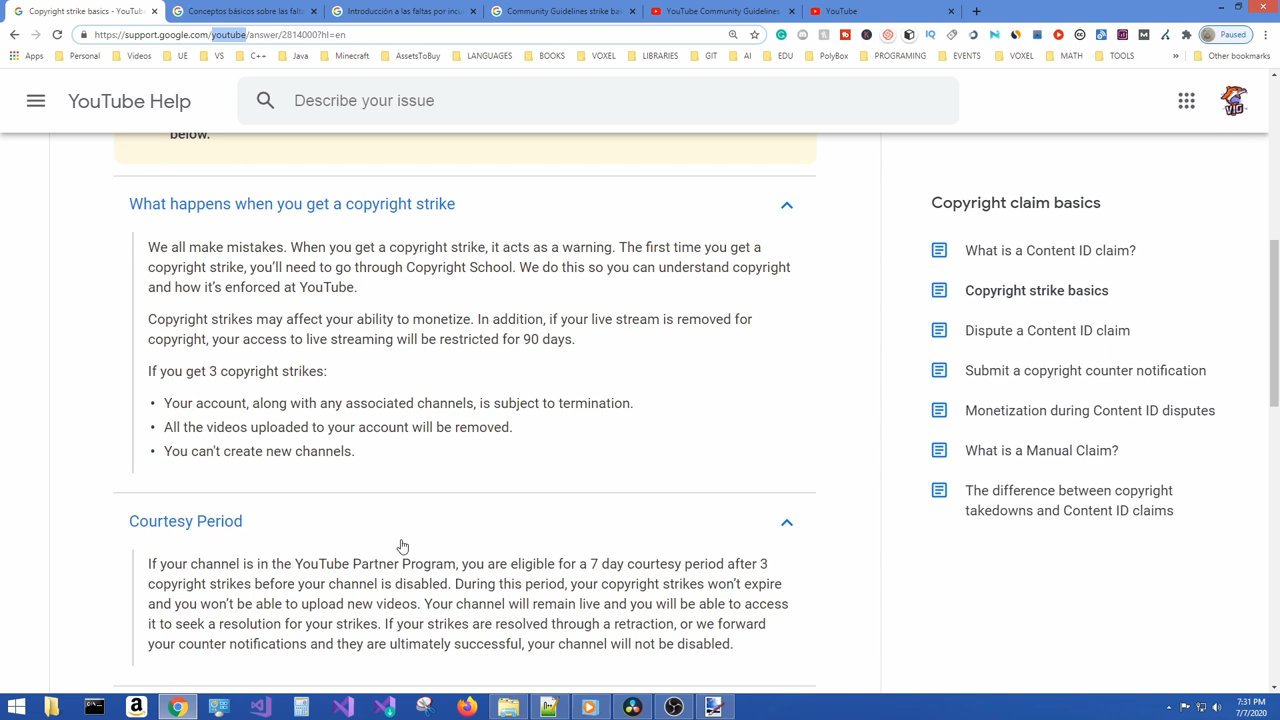 Copyright strike basics - YouTu
Conceptos básicos sobre las falta
Introducción a las faltas por incu
Community Guidelines strike bas
YouTube Community Guidelines
YouTube
https://support.google.com/youtube/answer/2814000?hl=en
Paused
Apps
Personal
Videos
UE
VS
C++
Java
Minecraft
AssetsToBuy
LANGUAGES
BOOKS
VOXEL
LIBRARIES
GIT
AI
EDU
PolyBox
PROGRAMING
EVENTS
VOXEL
MATH
TOOLS
Other bookmarks
YouTube Help
Describe your issue
VIG
below.
What happens when you get a copyright strike
We all make mistakes. When you get a copyright strike, it acts as a warning. The first time you get a
copyright strike, you’ll need to go through Copyright School. We do this so you can understand copyright
and how it’s enforced at YouTube.
Copyright strikes may affect your ability to monetize. In addition, if your live stream is removed for
copyright, your access to live streaming will be restricted for 90 days.
If you get 3 copyright strikes:
• Your account, along with any associated channels, is subject to termination.
• All the videos uploaded to your account will be removed.
• You can't create new channels.
Courtesy Period
If your channel is in the YouTube Partner Program, you are eligible for a 7 day courtesy period after 3
copyright strikes before your channel is disabled. During this period, your copyright strikes won’t expire
and you won’t be able to upload new videos. Your channel will remain live and you will be able to access
it to seek a resolution for your strikes. If your strikes are resolved through a retraction, or we forward
your counter notifications and they are ultimately successful, your channel will not be disabled.
Copyright claim basics
What is a Content ID claim?
Copyright strike basics
Dispute a Content ID claim
Submit a copyright counter notification
Monetization during Content ID disputes
What is a Manual Claim?
The difference between copyright
takedowns and Content ID claims
7:31 PM
7/7/2020